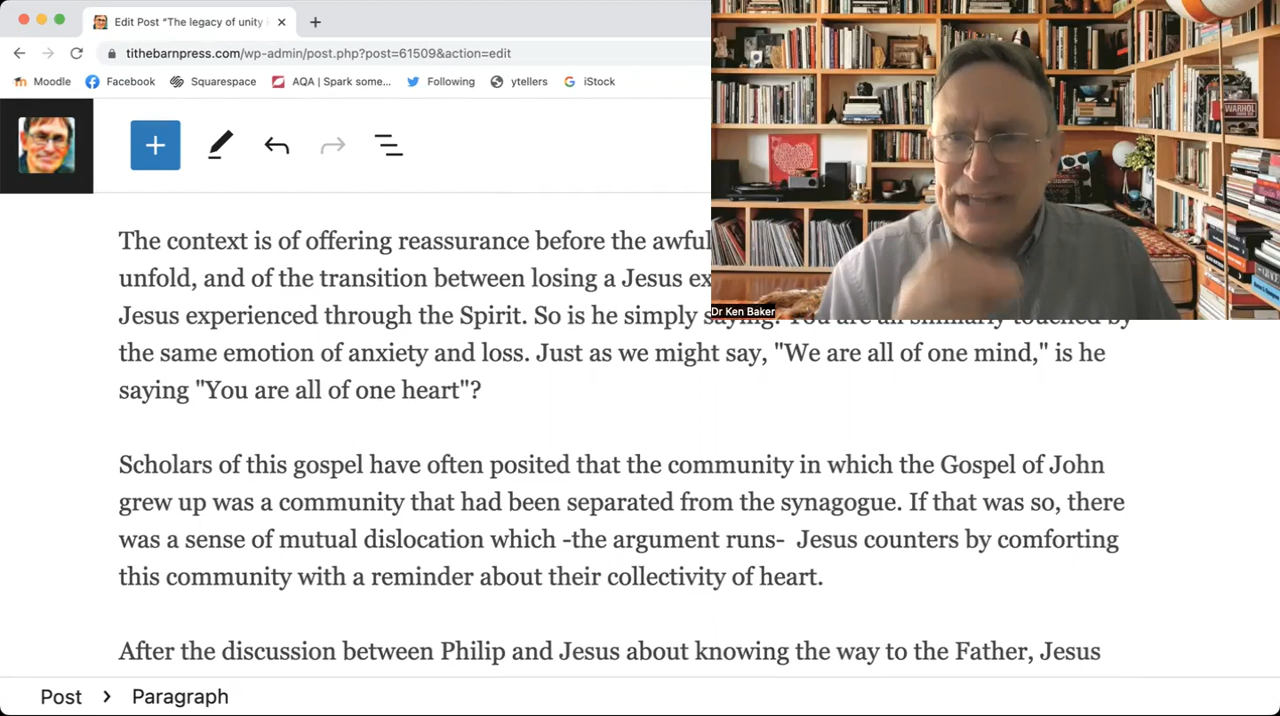 Edit Post “The legacy of unity
tithebarnpress.com/wp-admin/post.php?post=61509&action=edit
Moodle Facebook Squarespace AQA | Spark some... Following ytellers iStock
WARHOL
Dr Ken Baker
The context is of offering reassurance before the awful
unfold, and of the transition between losing a Jesus ex
Jesus experienced through the Spirit. So is he simply saying: You are all similarly touched by
the same emotion of anxiety and loss. Just as we might say, "We are all of one mind," is he
saying "You are all of one heart"?
Scholars of this gospel have often posited that the community in which the Gospel of John
grew up was a community that had been separated from the synagogue. If that was so, there
was a sense of mutual dislocation which -the argument runs- Jesus counters by comforting
this community with a reminder about their collectivity of heart.
After the discussion between Philip and Jesus about knowing the way to the Father, Jesus
Post > Paragraph